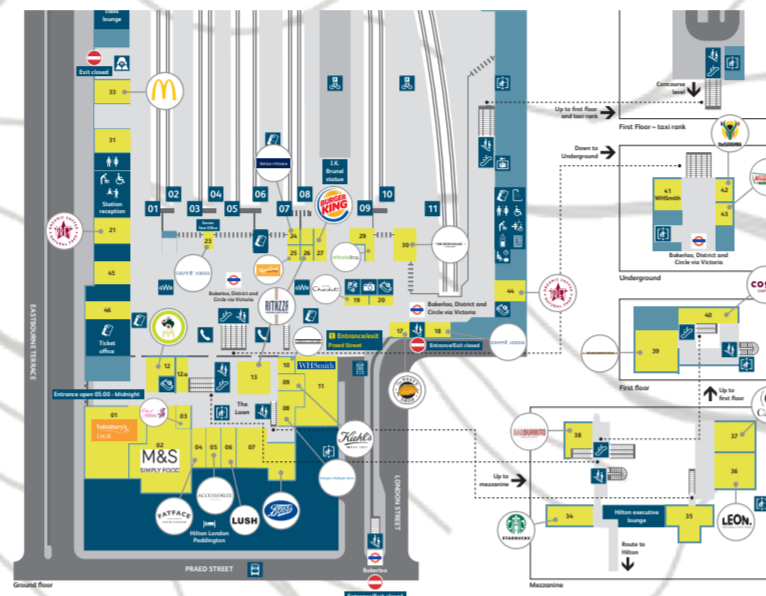 lounge
Exit closed
33
31
Station
reception
21
45
46
Ticket
office
EASTBOURNE TERRACE
01
02
03
04
05
06
07
08
09
10
11
I.K.
Brunel
statue
BURGER
KING
23
24
25
26
27
29
30
19
20
Bakerloo, District and
Circle via Victoria
Bakerloo, District and
Circle via Victoria
RITAZZA
44
17
18
Entrance/exit
Praed Street
Entrance/Exit closed
Entrance open 05:00 - Midnight
12
12a
13
The
Lawn
10
WHSmith
09
11
08
01
Sainsbury's
Local
03
02
M&S
SIMPLY FOOD
04
05
06
07
Kiehl's
FATFACE
ACCESSORIZE
LUSH
Boots
Hilton London
Paddington
LONDON STREET
Bakerloo
PRAED STREET
Ground floor
Concourse
level
Up to first floor
and taxi rank
First Floor – taxi rank
Down to
Underground
41
WHSmith
42
43
Bakerloo, District and
Circle via Victoria
Underground
40
39
First floor
Up to
first floor
BARBURRITO
38
37
36
Up to
mezzanine
34
Hilton executive
lounge
35
STARBUCKS
LEON.
Route to
Hilton
Mezzanine